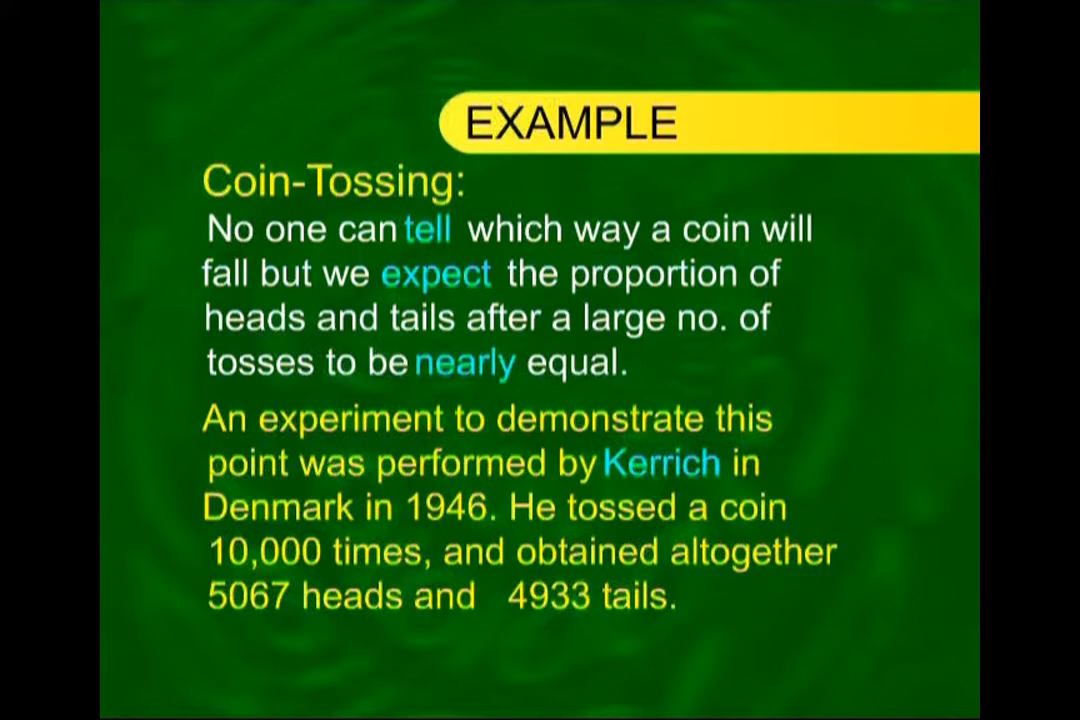 EXAMPLE
Coin-Tossing:
No one can tell which way a coin will
fall but we expect the proportion of
heads and tails after a large no. of
tosses to be nearly equal.
An experiment to demonstrate this
point was performed by Kerrich in
Denmark in 1946. He tossed a coin
10,000 times, and obtained altogether
5067 heads and 4933 tails.